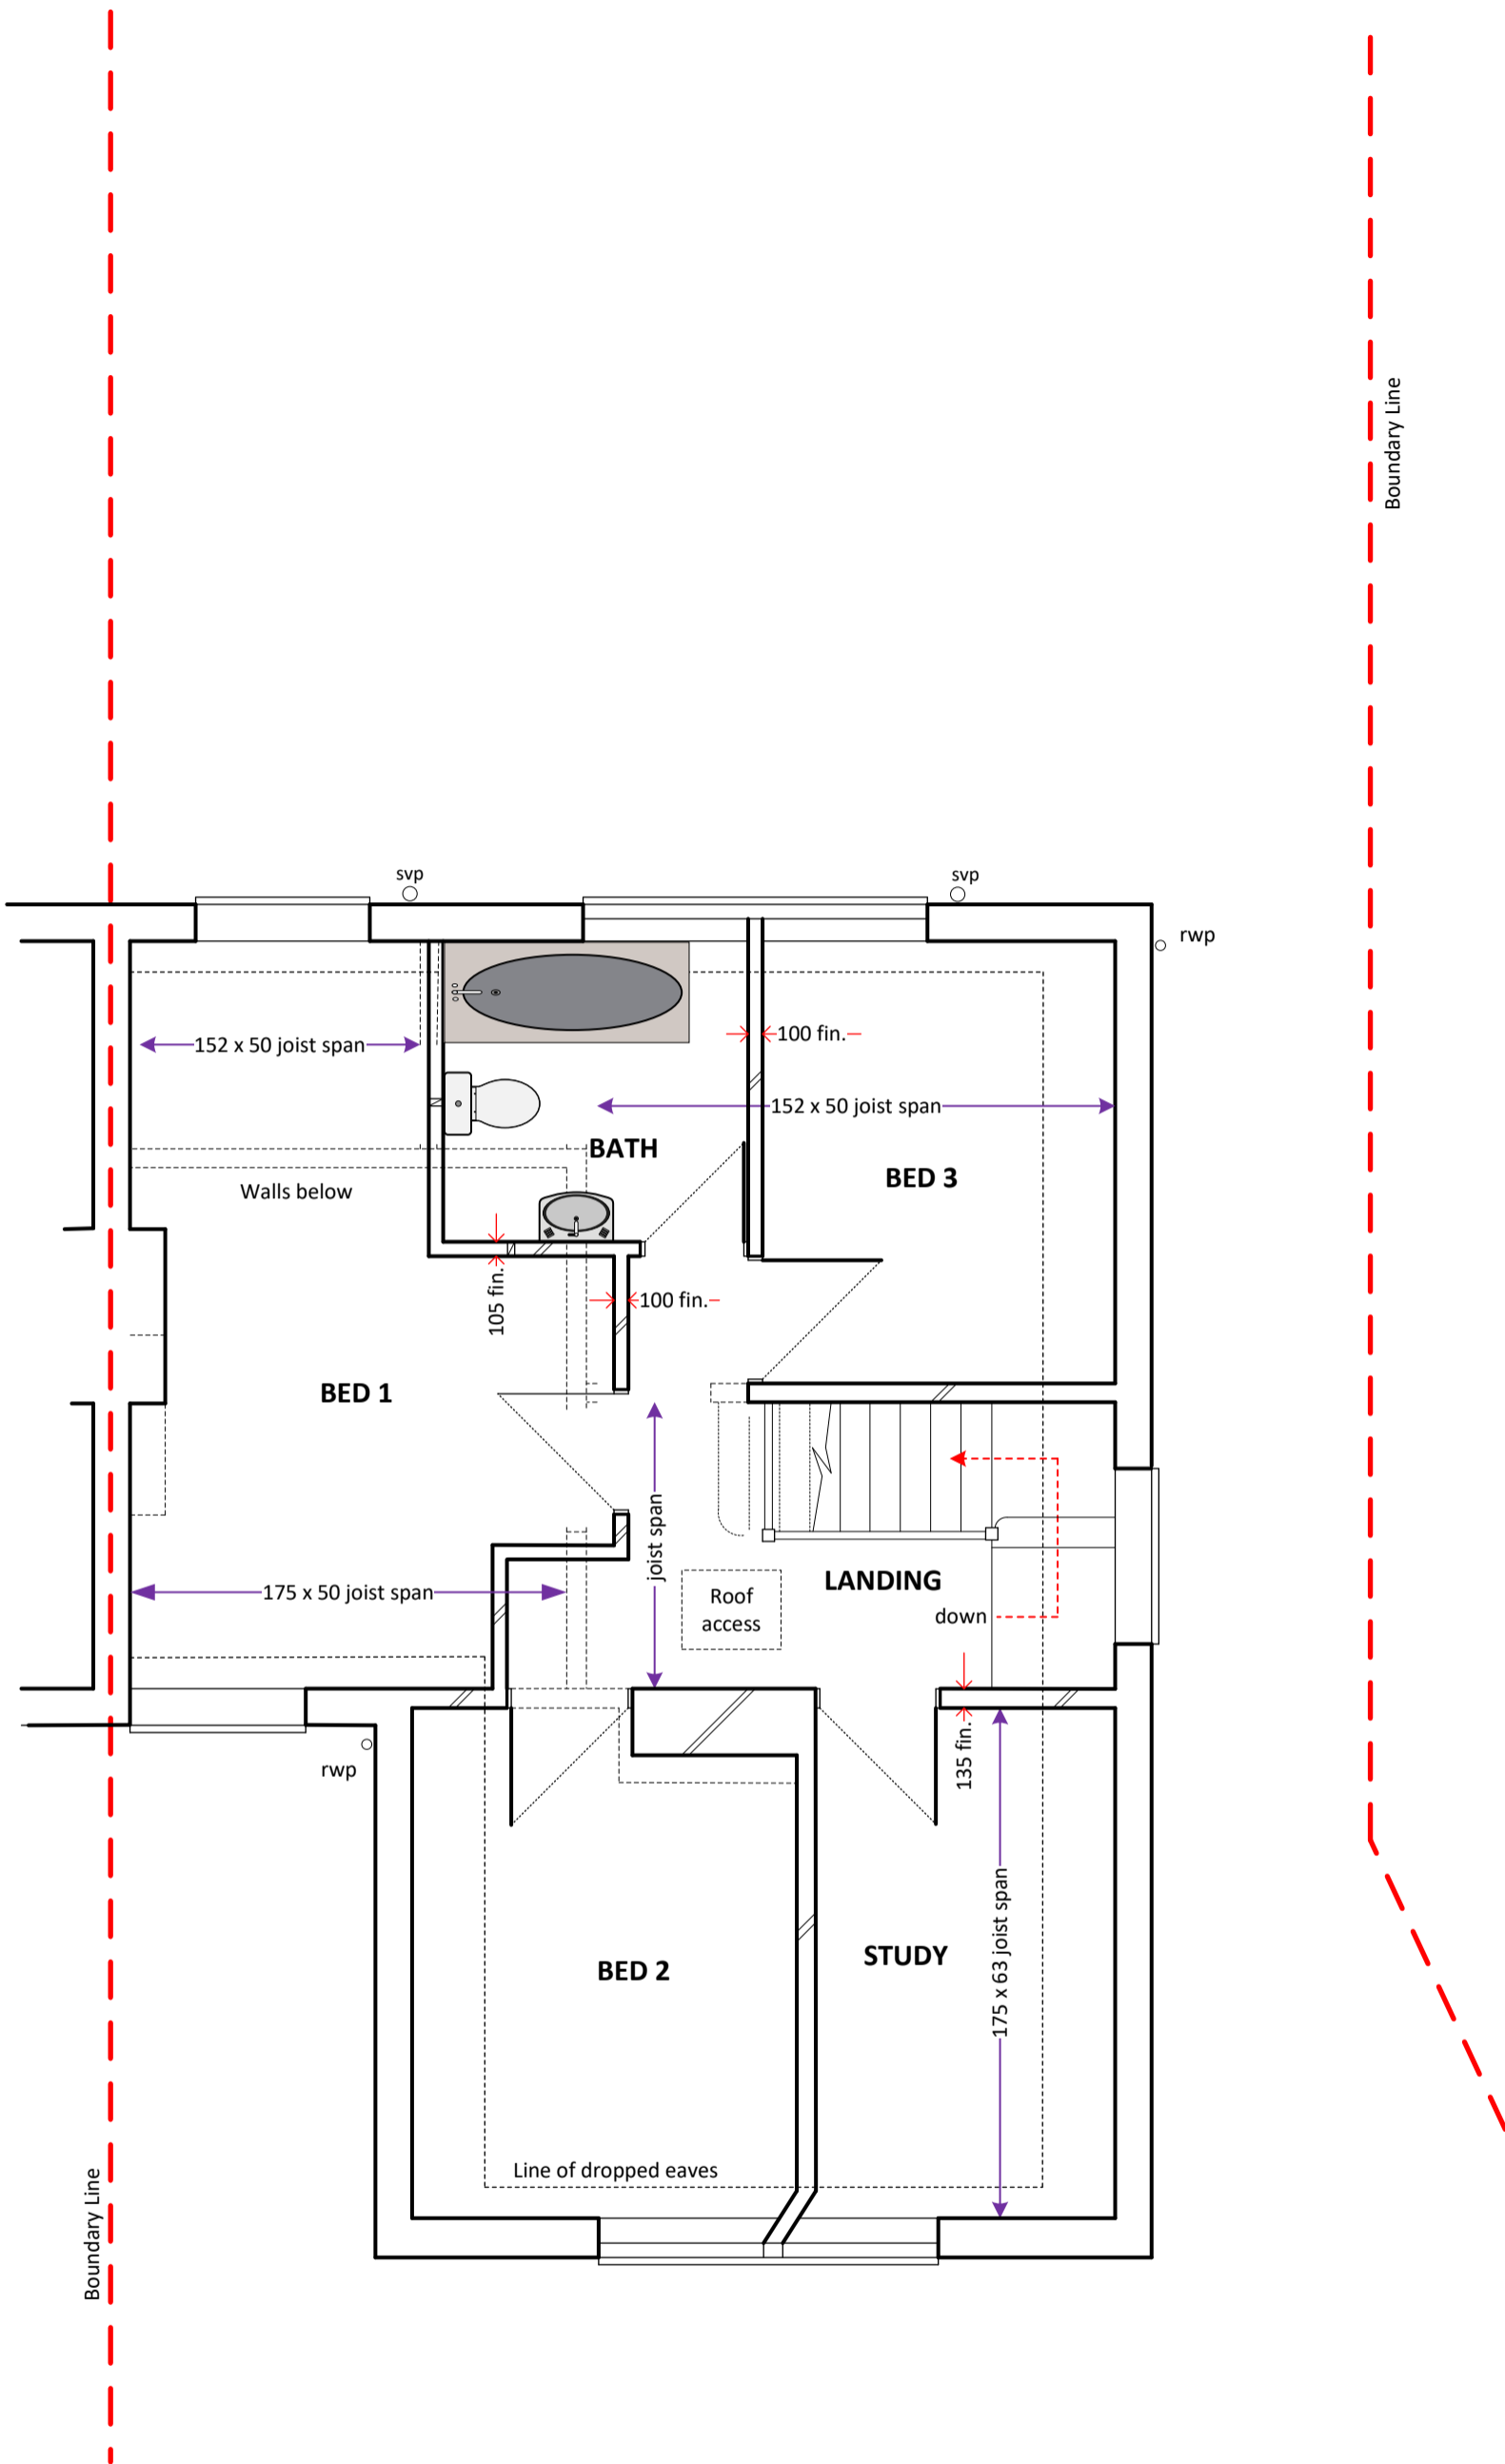 Boundary Line
svp
svp
rwp
100 fin.
152 x 50 joist span
152 x 50 joist span
BATH
BED 3
Walls below
105 fin.
100 fin.
BED 1
joist span
LANDING
175 x 50 joist span
Roof
access
down
135 fin.
rwp
175 x 63 joist span
STUDY
BED 2
Line of dropped eaves
Boundary Line